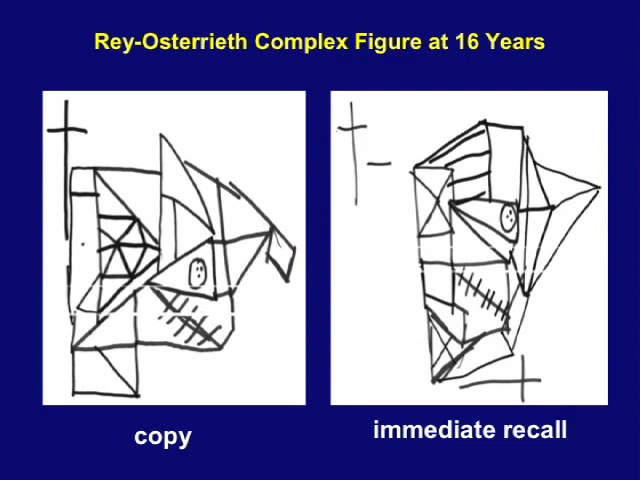 Rey-Osterrieth Complex Figure at 16 Years
copy
immediate recall